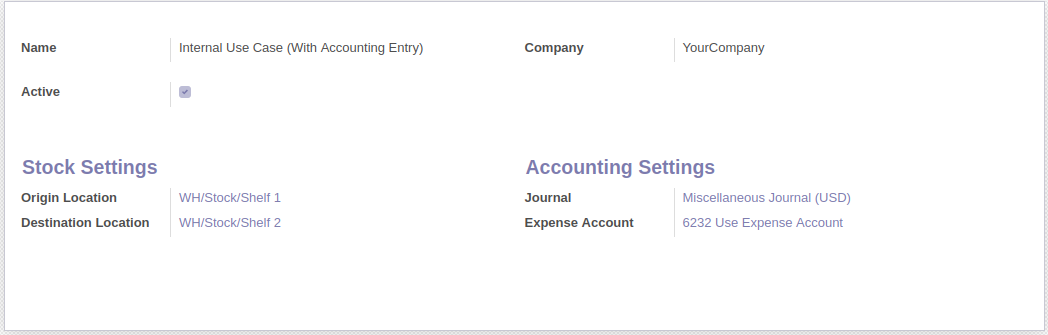 Name Internal Use Case (With Accounting Entry) Company YourCompany
Active
Stock Settings Accounting Settings
Origin Location WH/Stock/Shelf 1 Journal Miscellaneous Journal (USD)
Destination Location WH/Stock/Shelf 2 Expense Account 6232 Use Expense Account